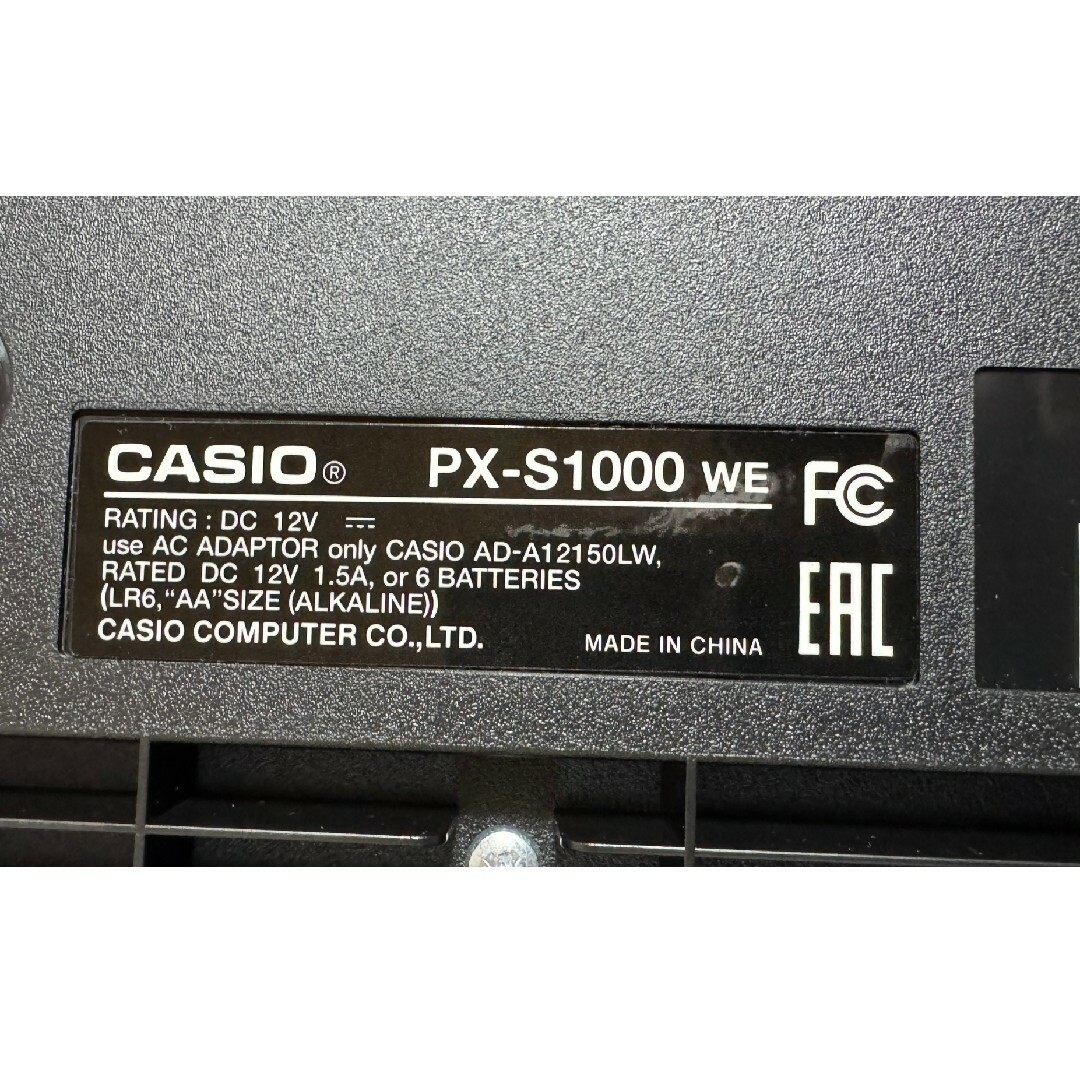 CASIO® PX-S1000 WE FC
RATING : DC 12V ⎓
use AC ADAPTOR only CASIO AD-A12150LW,
RATED DC 12V 1.5A, or 6 BATTERIES
(LR6,“AA”SIZE (ALKALINE))
CASIO COMPUTER CO.,LTD. MADE IN CHINA
EAC